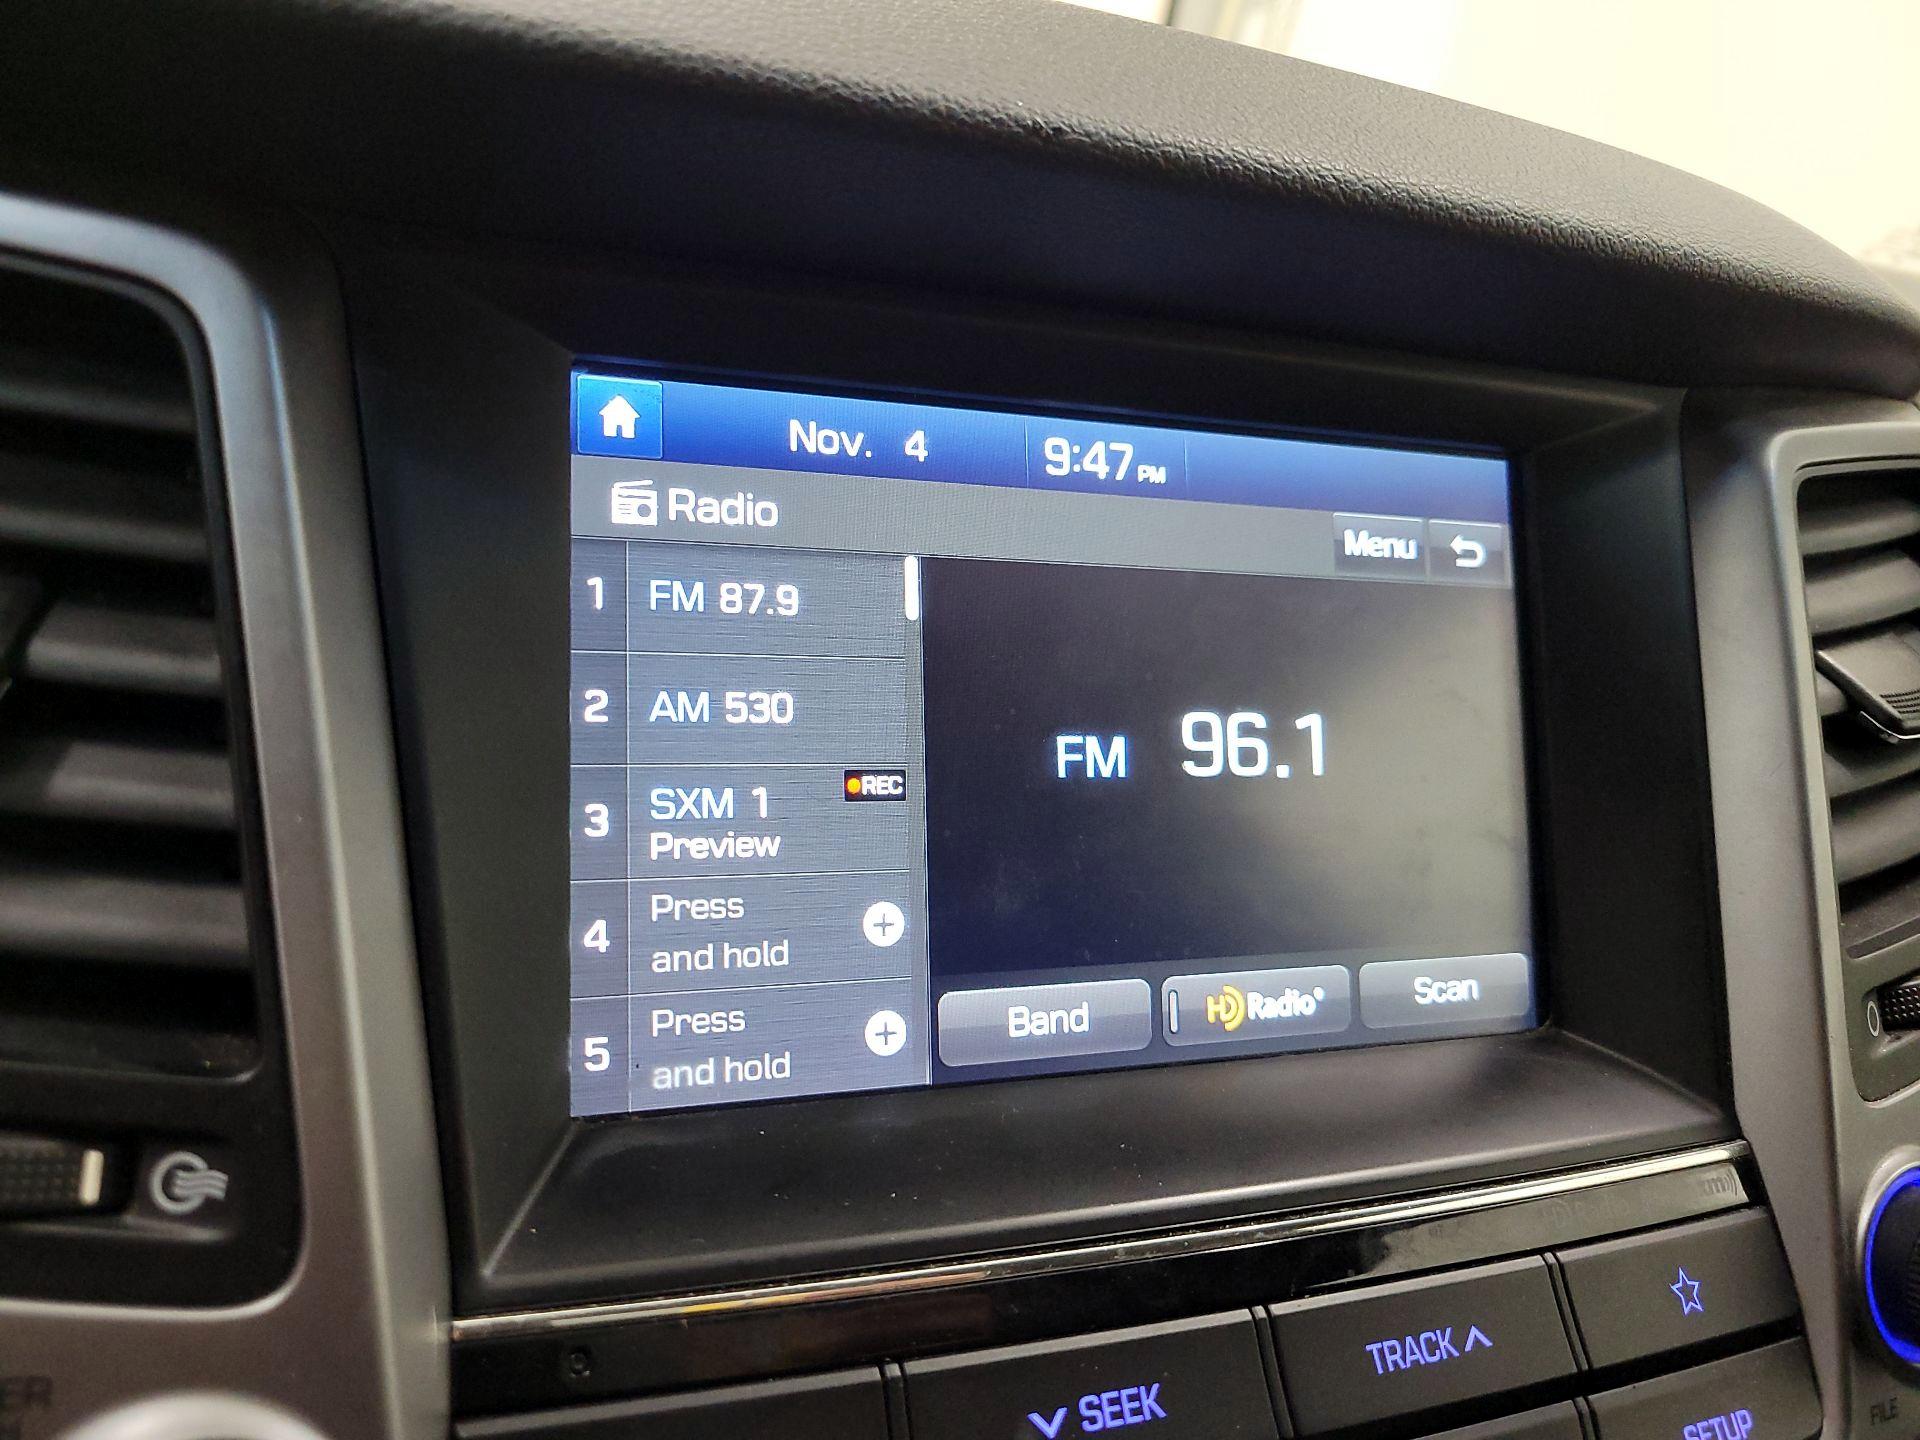 Nov. 4 9:47 PM
Radio
Menu
1 FM 87.9
2 AM 530
3 SXM 1 REC
Preview
4 Press
and hold
5 Press
and hold
FM 96.1
Band
HD Radio®
Scan
SEEK
TRACK
SETUP
FILE